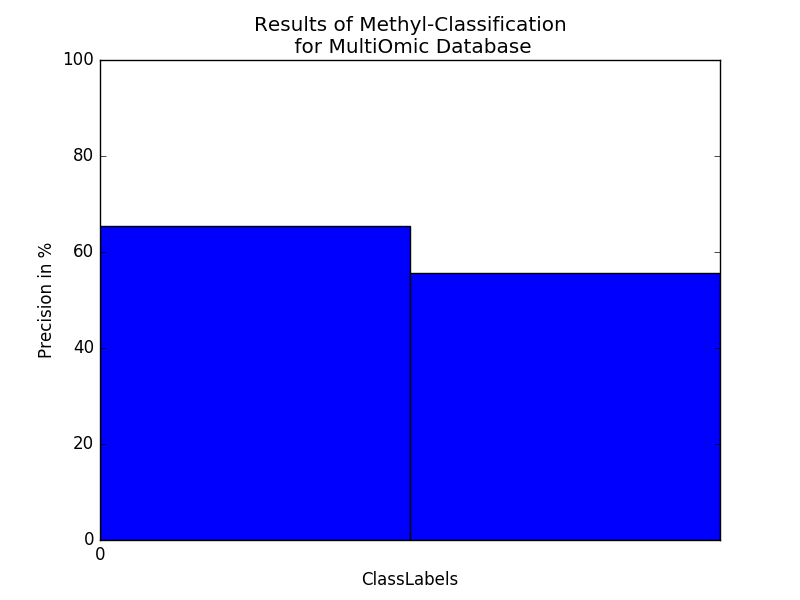 Results of Methyl-Classification
for MultiOmic Database
100
80
60
40
20
0
0
Precision in %
ClassLabels